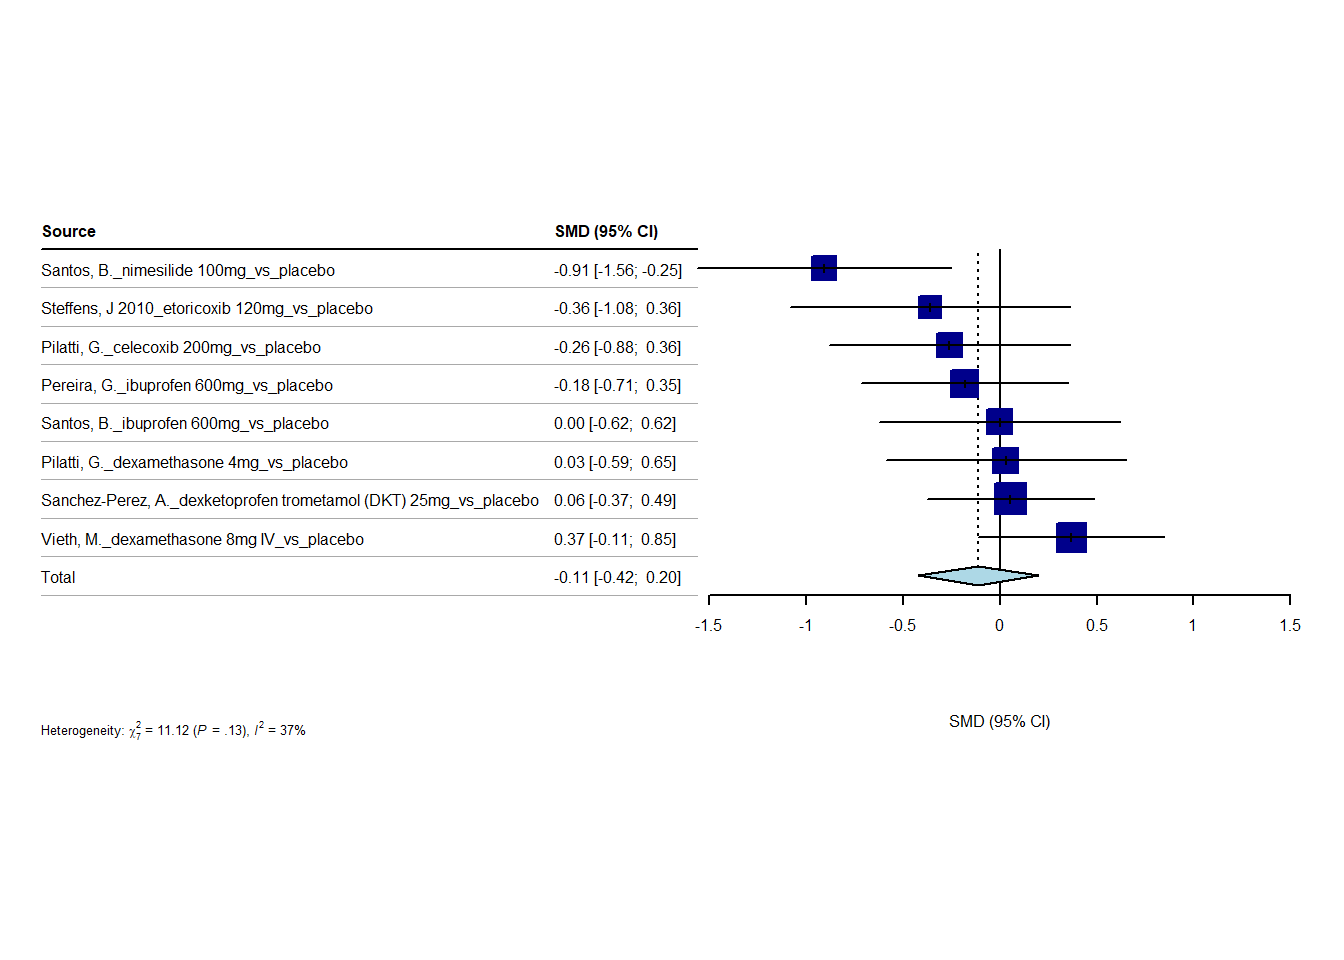 Source SMD (95% CI)
Santos, B._nimesilide 100mg_vs_placebo -0.91 [-1.56; -0.25]
Steffens, J 2010_etoricoxib 120mg_vs_placebo -0.36 [-1.08; 0.36]
Pilatti, G._celecoxib 200mg_vs_placebo -0.26 [-0.88; 0.36]
Pereira, G._ibuprofen 600mg_vs_placebo -0.18 [-0.71; 0.35]
Santos, B._ibuprofen 600mg_vs_placebo 0.00 [-0.62; 0.62]
Pilatti, G._dexamethasone 4mg_vs_placebo 0.03 [-0.59; 0.65]
Sanchez-Perez, A._dexketoprofen trometamol (DKT) 25mg_vs_placebo 0.06 [-0.37; 0.49]
Vieth, M._dexamethasone 8mg IV_vs_placebo 0.37 [-0.11; 0.85]
Total -0.11 [-0.42; 0.20]
-1.5 -1 -0.5 0 0.5 1 1.5
SMD (95% CI)
Heterogeneity: χ²₇ = 11.12 (P = .13), I² = 37%